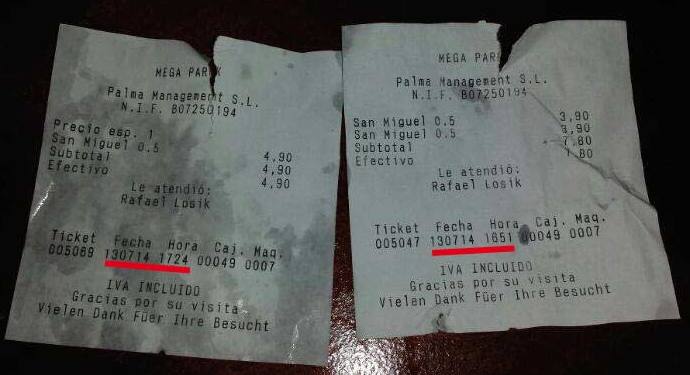 MEGA PARK
Palma Management S.L.
N.I.F. B07250194
Precio esp. 1
San Miguel 0.5 4,90
Subtotal 4,90
Efectivo 4,90
Le atendió:
Rafael Losik
Ticket Fecha Hora Caj. Maq.
005069 130714 1724 00049 0007
IVA INCLUIDO
Gracias por su visita
Vielen Dank Füer Ihre Besucht
MEGA PARK
Palma Management S.L.
N.I.F. B07250194
San Miguel 0.5 3,90
San Miguel 0.5 3,90
Subtotal 7,80
Efectivo 7,80
Le atendió:
Rafael Losik
Ticket Fecha Hora Caj. Maq.
005047 130714 1651 00049 0007
IVA INCLUIDO
Gracias por su visita
Vielen Dank Füer Ihre Besucht